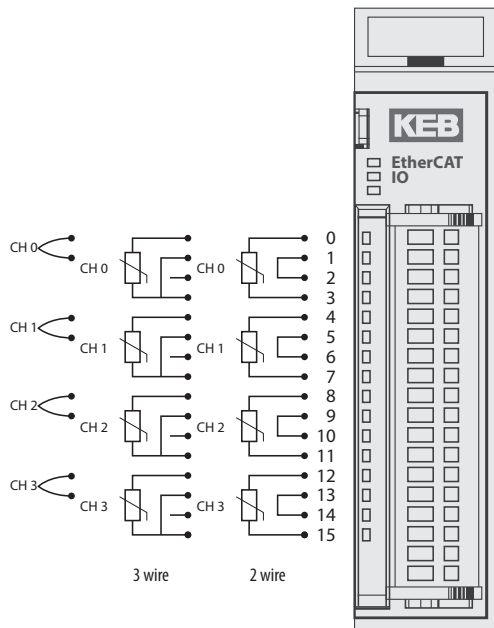 KEB
EtherCAT
IO
CH 0 CH 0 CH 0 0
1
2
3
CH 1 CH 1 CH 1 4
5
6
7
CH 2 CH 2 CH 2 8
9
10
11
CH 3 CH 3 CH 3 12
13
14
15
3 wire 2 wire